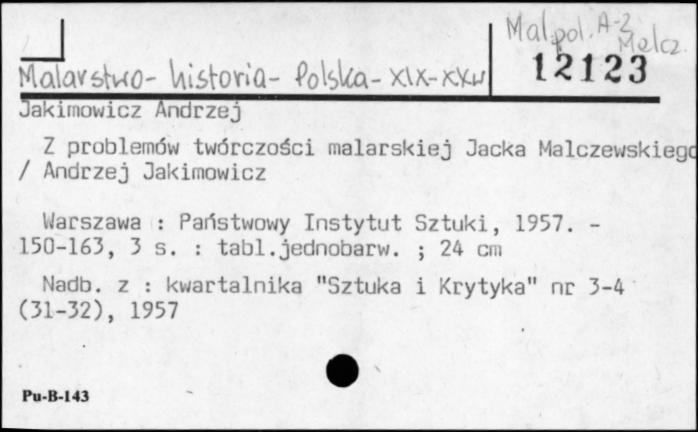 Mal pol. A-Z
Malcz.
12123
Malarstwo - historia - Polska - XIX-XX w
Jakimowicz Andrzej
Z problemów twórczości malarskiej Jacka Malczewskiego
/ Andrzej Jakimowicz
Warszawa : Państwowy Instytut Sztuki, 1957. -
150-163, 3 s. : tabl.jednobarw. ; 24 cm
Nadb. z : kwartalnika "Sztuka i Krytyka" nr 3-4
(31-32), 1957
Pu-B-143